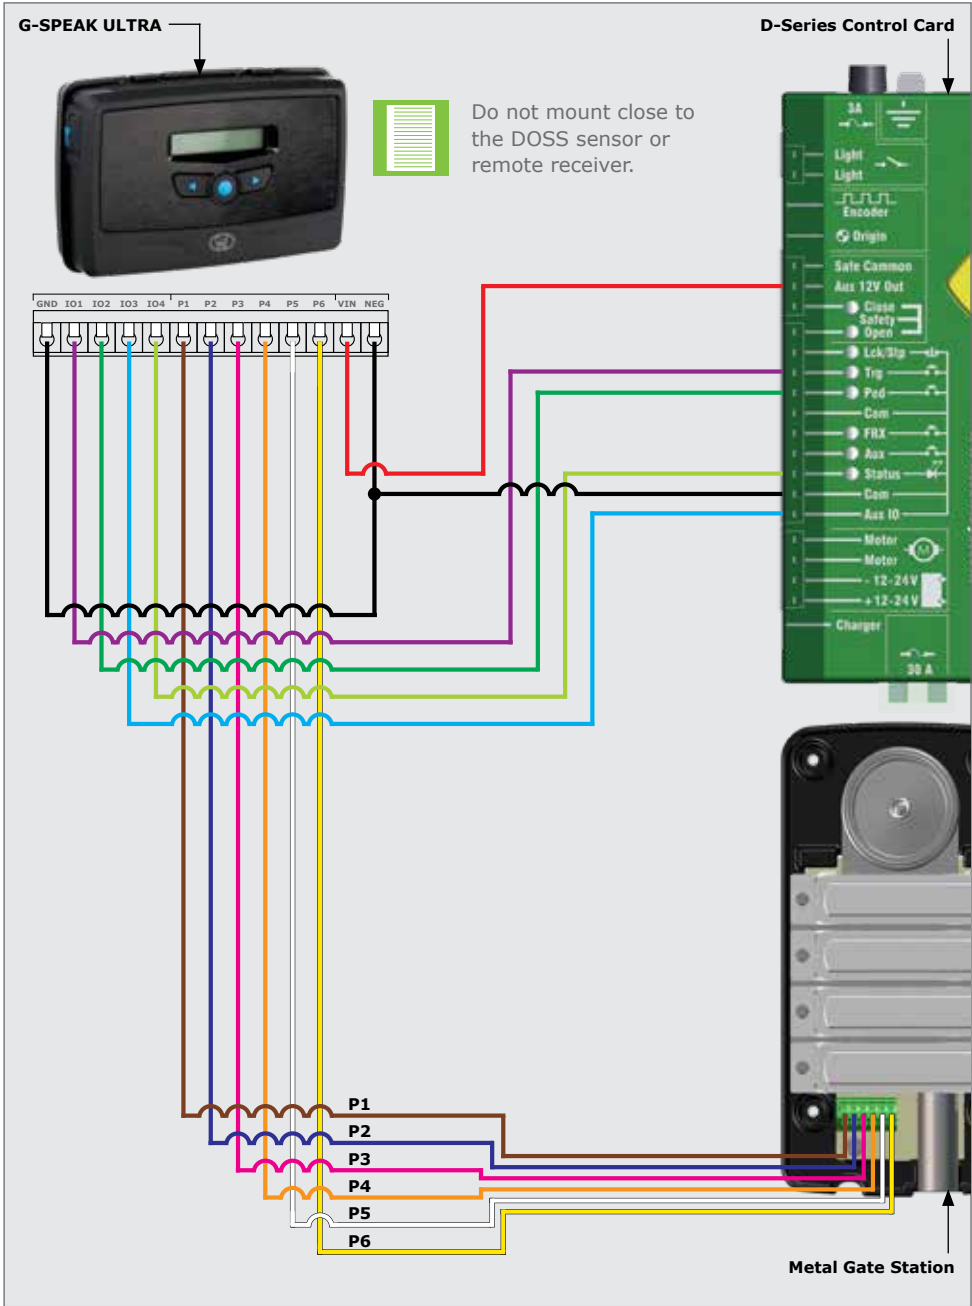 G-SPEAK ULTRA
D-Series Control Card
Do not mount close to
the DOSS sensor or
remote receiver.
3A
Light
Light
Encoder
Origin
Safe Common
Aux 12V Out
Close
Safety
Open
Lck/Stp
Trg
Ped
Com
FRX
Aux
Status
Com
Aux IO
Motor
M
Motor
- 12-24V
+ 12-24V
Charger
30 A
GND IO1 IO2 IO3 IO4 P1 P2 P3 P4 P5 P6 VIN NEG
P1
P2
P3
P4
P5
P6
Metal Gate Station